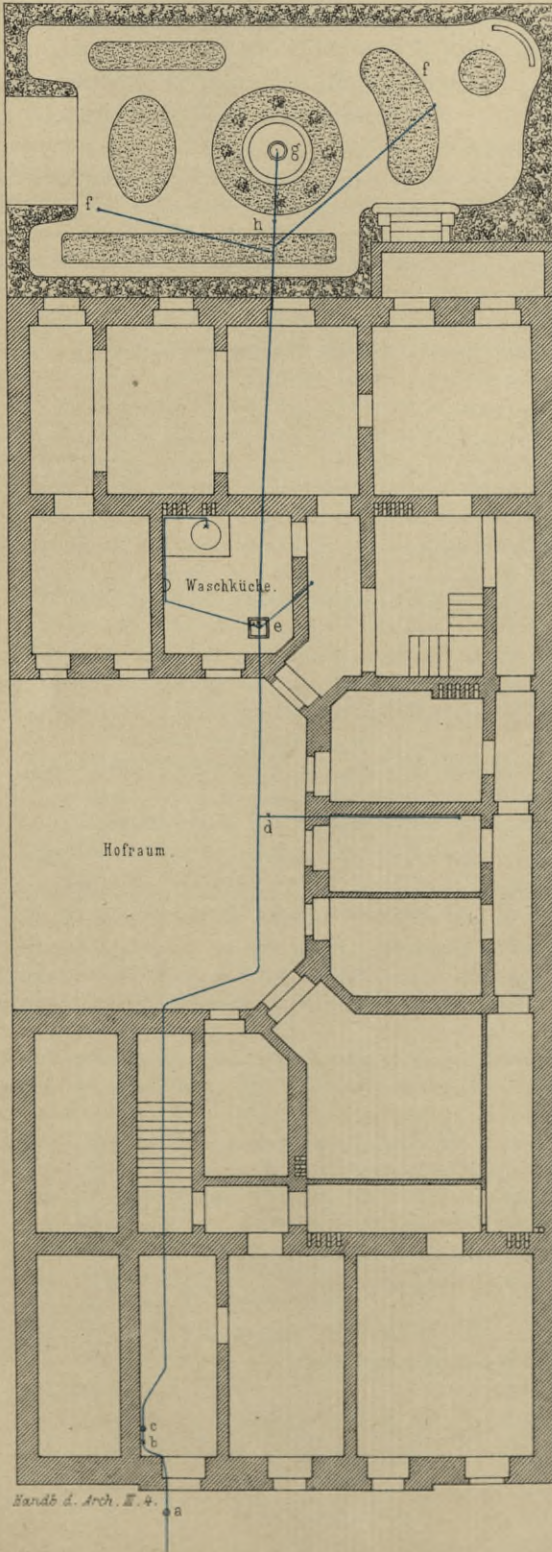 f
g
f
h
Waschküche.
e
d
Hofraum.
c
b
Handb. d. Arch. III. 4.
a